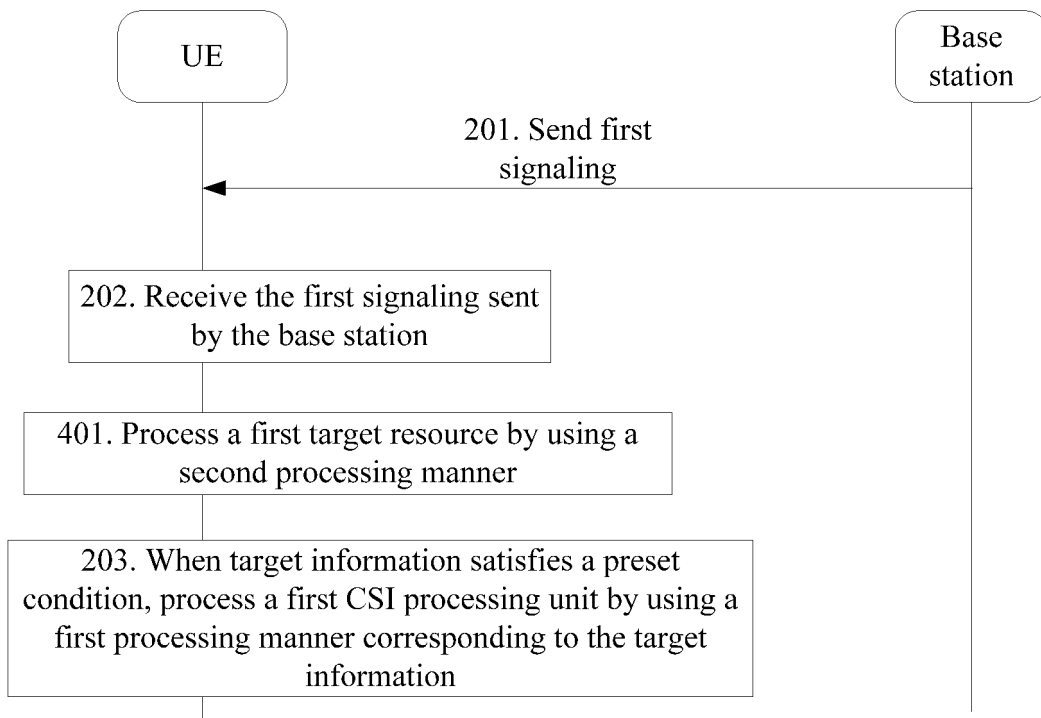 UE
Base
station
201. Send first
signaling
202. Receive the first signaling sent
by the base station
401. Process a first target resource by using a
second processing manner
203. When target information satisfies a preset
condition, process a first CSI processing unit by using a
first processing manner corresponding to the target
information